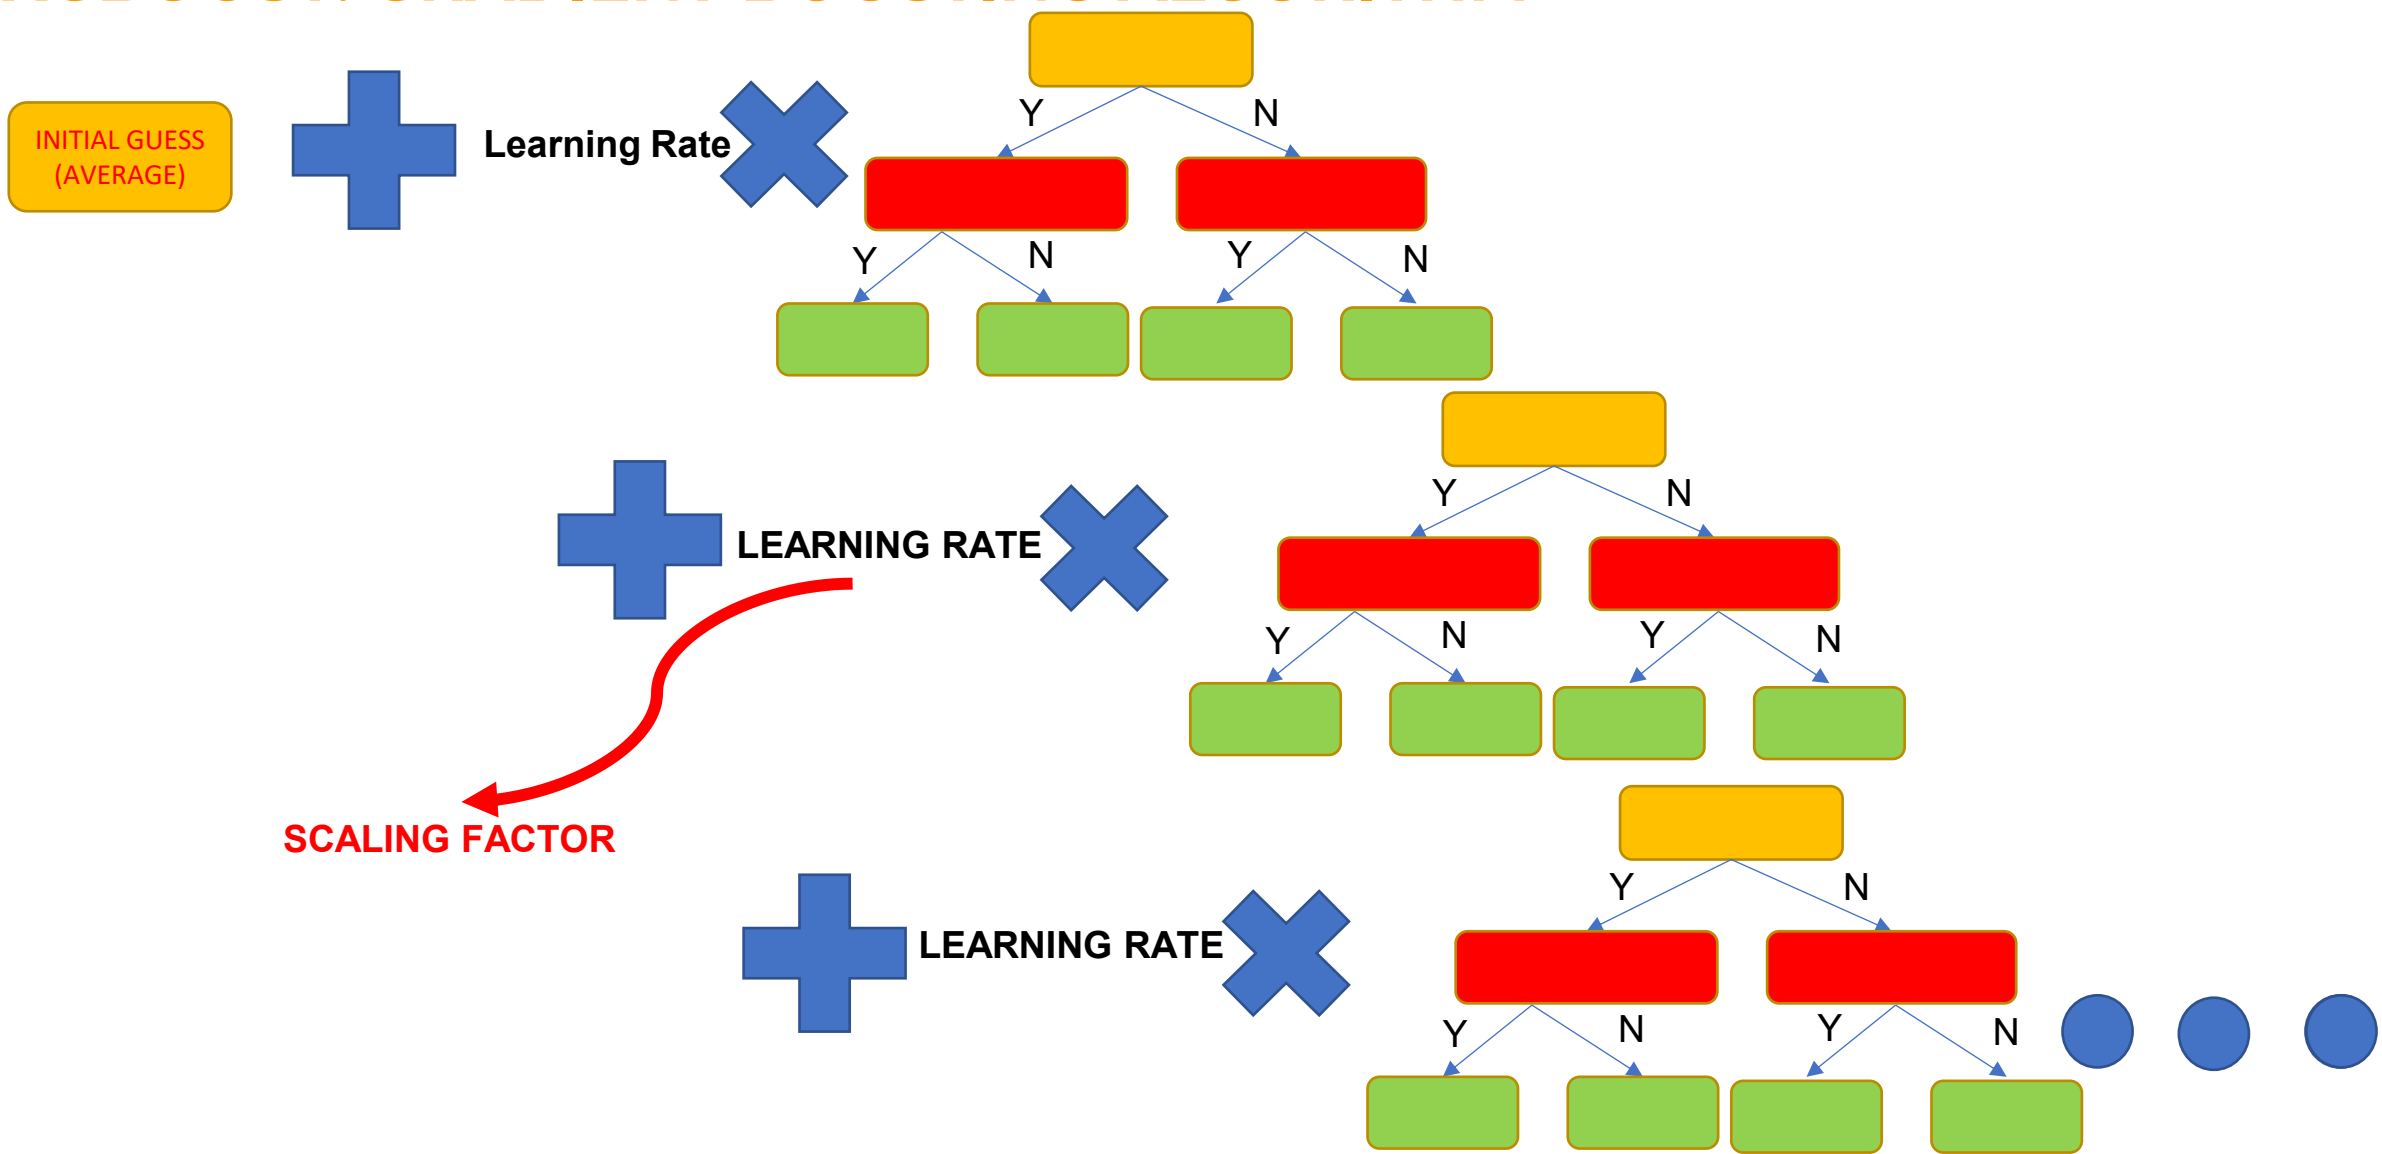 Y N
INITIAL GUESS
(AVERAGE)
Learning Rate
Y N Y N
Y N
LEARNING RATE
Y N Y N
SCALING FACTOR
Y N
LEARNING RATE
Y N Y N